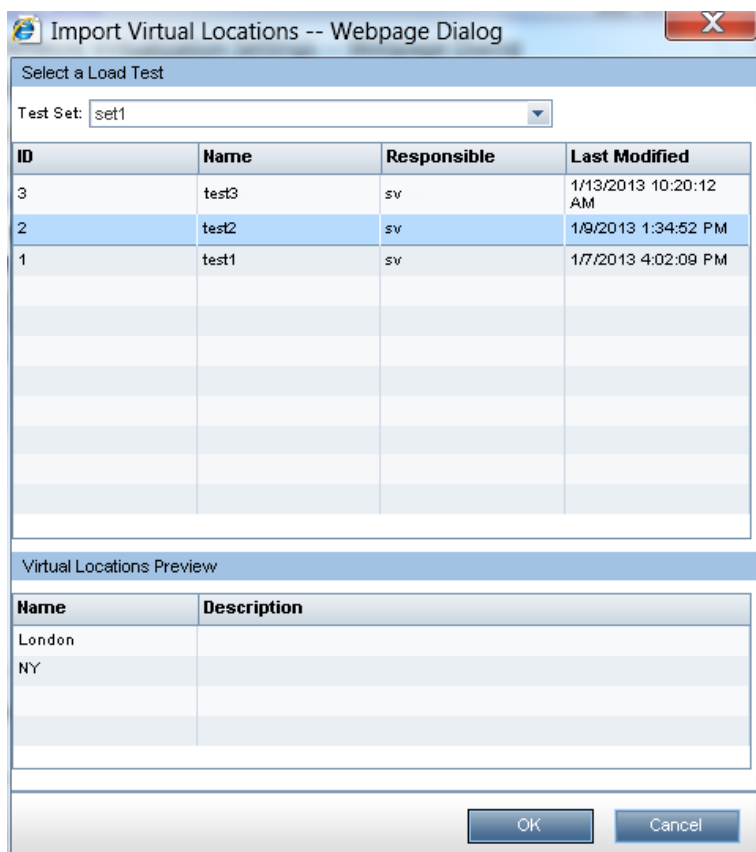 Import Virtual Locations -- Webpage Dialog
Select a Load Test
Test Set: set1
ID Name Responsible Last Modified
3 test3 sv 1/13/2013 10:20:12
AM
2 test2 sv 1/9/2013 1:34:52 PM
1 test1 sv 1/7/2013 4:02:09 PM
Virtual Locations Preview
Name Description
London
NY
OK Cancel